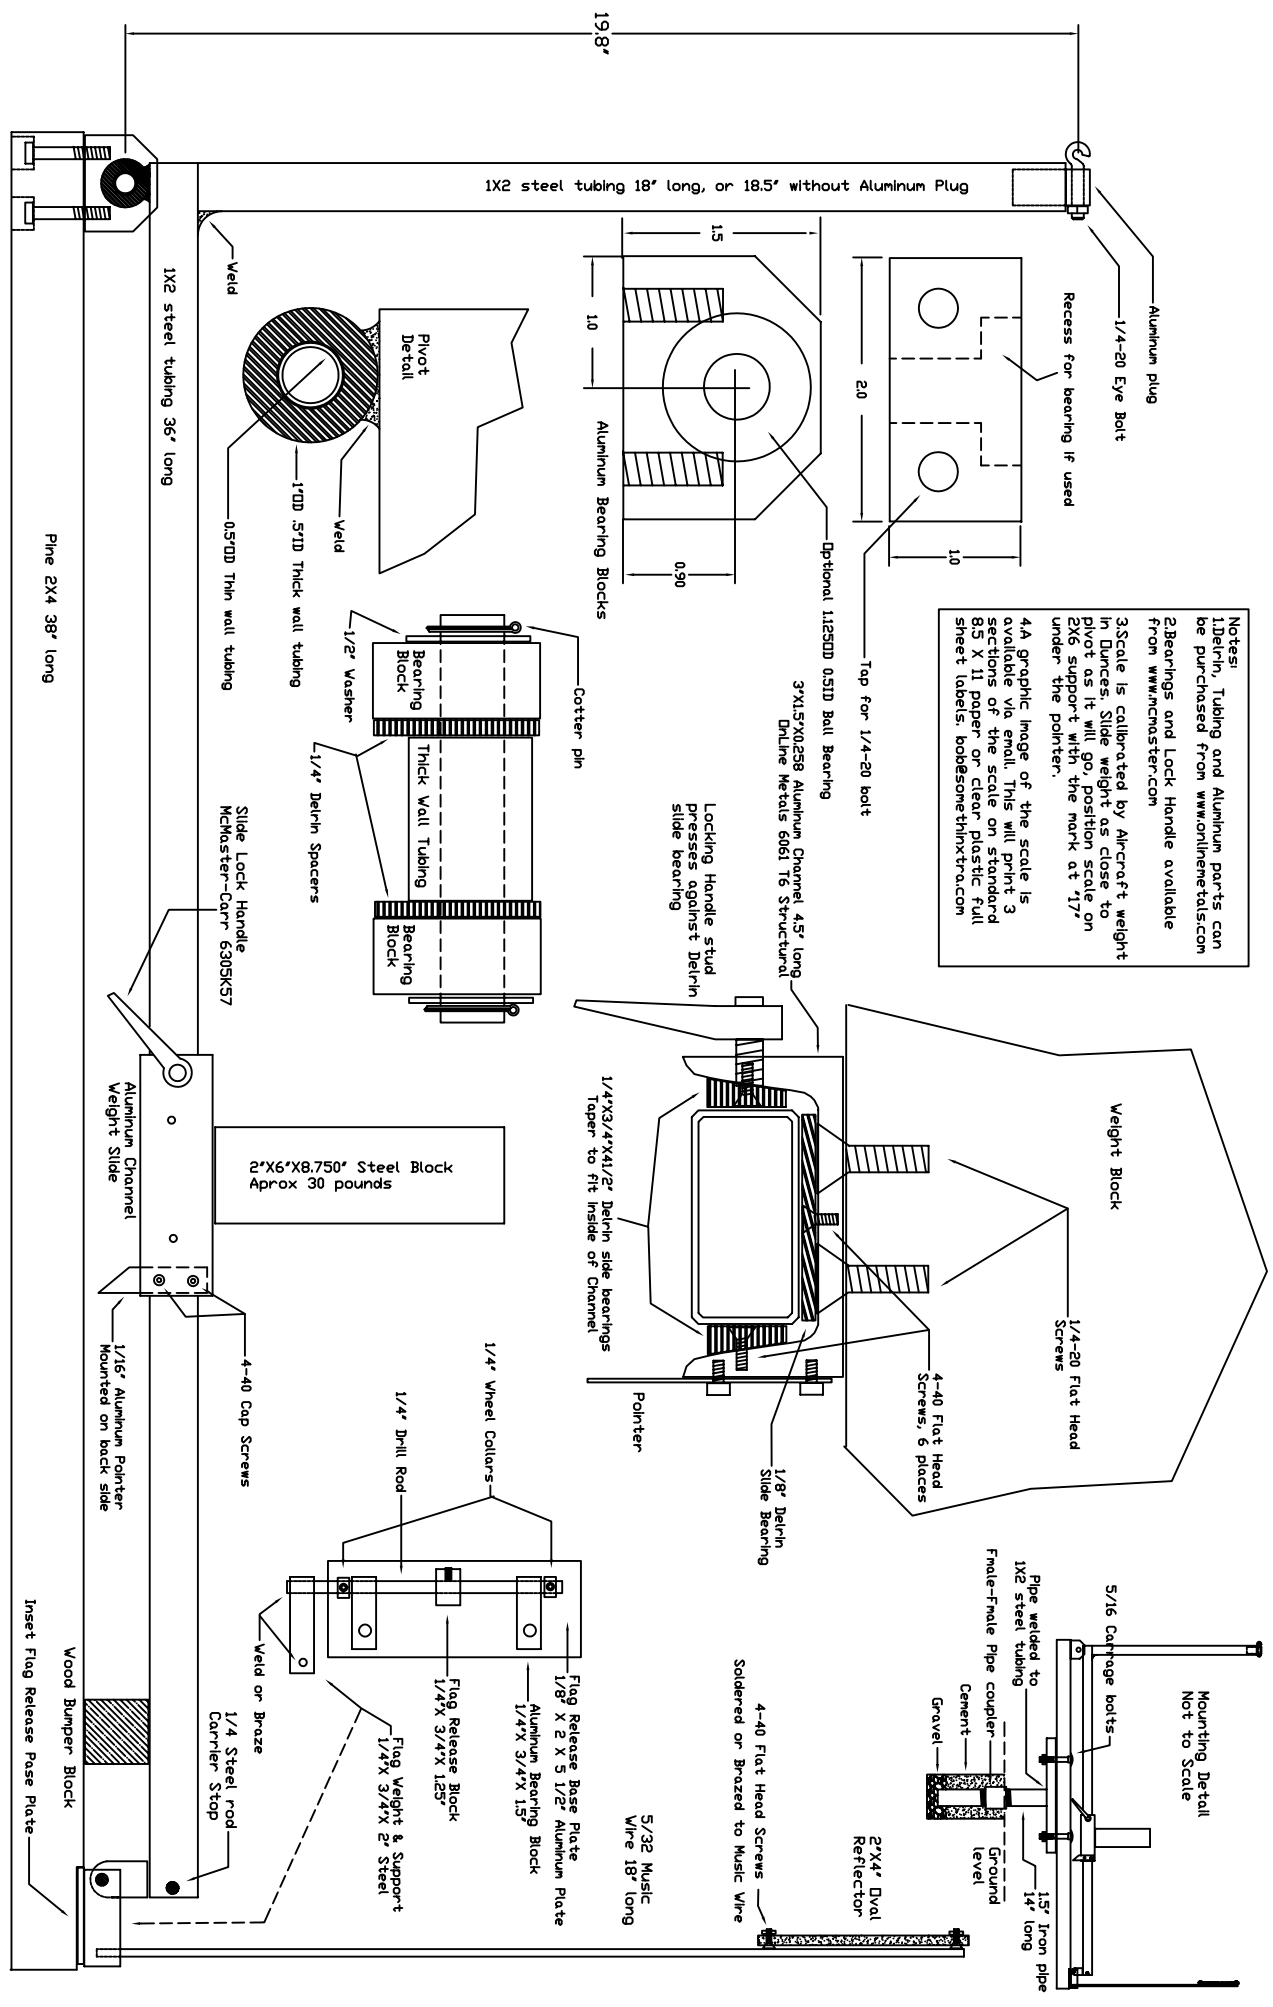 19.8"
1X2 steel tubing 18" long, or 18.5" without Aluminum Plug
Aluminum plug
1/4-20 Eye Bolt
Recess for bearing if used
Weld
1X2 steel tubing 36" long
Pine 2X4 38" long
Pivot
Detail
Weld
1"OD .5"ID Thick wall tubing
0.5"OD Thin wall tubing
1.5
1.0
0.90
Aluminum Bearing Blocks
2.0
1.0
Optional 1.125OD 0.5ID Ball Bearing
Tap for 1/4-20 bolt
Notes:
1.Delrin, Tubing and Aluminum parts can
be purchased from www.onlinemetals.com
2.Bearings and Lock Handle available
from www.mcmaster.com
3.Scale is calibrated by Aircraft weight
in Ounces. Slide weight as close to
pivot as it will go, position scale on
2X6 support with the mark at "17"
under the pointer.
4.A graphic image of the scale is
available via email. This will print 3
sections of the scale on standard
8.5 X 11 paper or clear plastic full
sheet labels. bob@somethinxtra.com
Cotter pin
1/2" Washer
Bearing
Block
Thick Wall Tubing
Bearing
Block
1/4" Delrin Spacers
Slide Lock Handle
McMaster-Carr 6305K57
3"X1.5"X0.258 Aluminum Channel 4.5" long
OnLine Metals 6061 T6 Structural
Locking Handle stud
presses against Delrin
slide bearing
Weight Block
1/4"X3/4"X41/2" Delrin side bearings
Taper to fit inside of Channel
1/4-20 Flat Head
Screws
4-40 Flat Head
Screws, 6 places
1/8" Delrin
Slide Bearing
Pointer
2"X6"X8.750" Steel Block
Aprox 30 pounds
Aluminum Channel
Weight Slide
4-40 Cap Screws
1/16" Aluminum Pointer
Mounted on back side
1/4" Wheel Collars
1/4" Drill Rod
Weld or Braze
Flag Release Base Plate
1/8" X 2 X 5 1/2" Aluminum Plate
Aluminum Bearing Block
1/4"X 3/4"X 1.5"
Flag Release Block
1/4"X 3/4"X 1.25"
Flag Weight & Support
1/4"X 3/4"X 2" Steel
1/4 Steel rod
Carrier Stop
Wood Bumper Block
Inset Flag Release Pase Plate
5/32 Music
Wire 18" long
4-40 Flat Head Screws
Soldered or Brazed to Music Wire
2"X4" Oval
Reflector
Mounting Detail
Not to Scale
5/16 Carrage bolts
Pipe welded to
1X2 steel tubing
Fmale-Fmale Pipe coupler
Cement
Gravel
Ground
level
1.5" Iron pipe
14" long